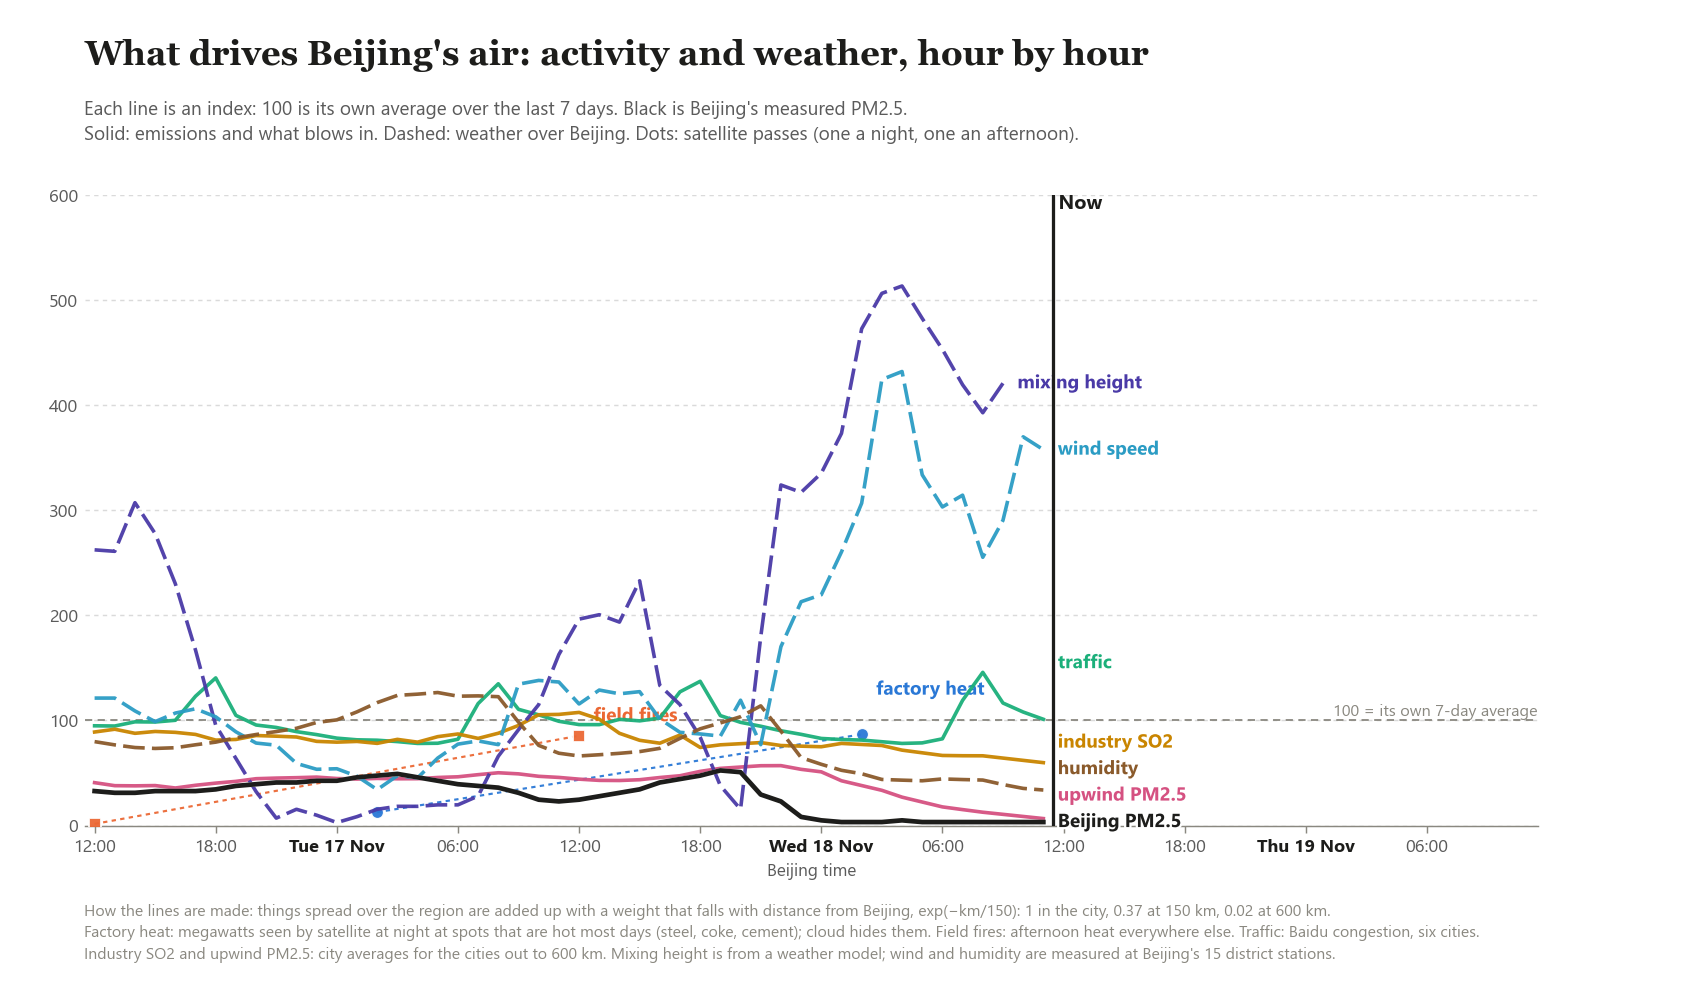 What drives Beijing's air: activity and weather, hour by hour
Each line is an index: 100 is its own average over the last 7 days. Black is Beijing's measured PM2.5.
Solid: emissions and what blows in. Dashed: weather over Beijing. Dots: satellite passes (one a night, one an afternoon).
600
Now
500
400
mixing height
wind speed
300
200
traffic
factory heat
field fires
100 = its own 7-day average
100
industry SO2
humidity
upwind PM2.5
Beijing PM2.5
0
12:00 18:00 Tue 17 Nov 06:00 12:00 18:00 Wed 18 Nov 06:00 12:00 18:00 Thu 19 Nov 06:00
Beijing time
How the lines are made: things spread over the region are added up with a weight that falls with distance from Beijing, exp(−km/150): 1 in the city, 0.37 at 150 km, 0.02 at 600 km.
Factory heat: megawatts seen by satellite at night at spots that are hot most days (steel, coke, cement); cloud hides them. Field fires: afternoon heat everywhere else. Traffic: Baidu congestion, six cities.
Industry SO2 and upwind PM2.5: city averages for the cities out to 600 km. Mixing height is from a weather model; wind and humidity are measured at Beijing's 15 district stations.